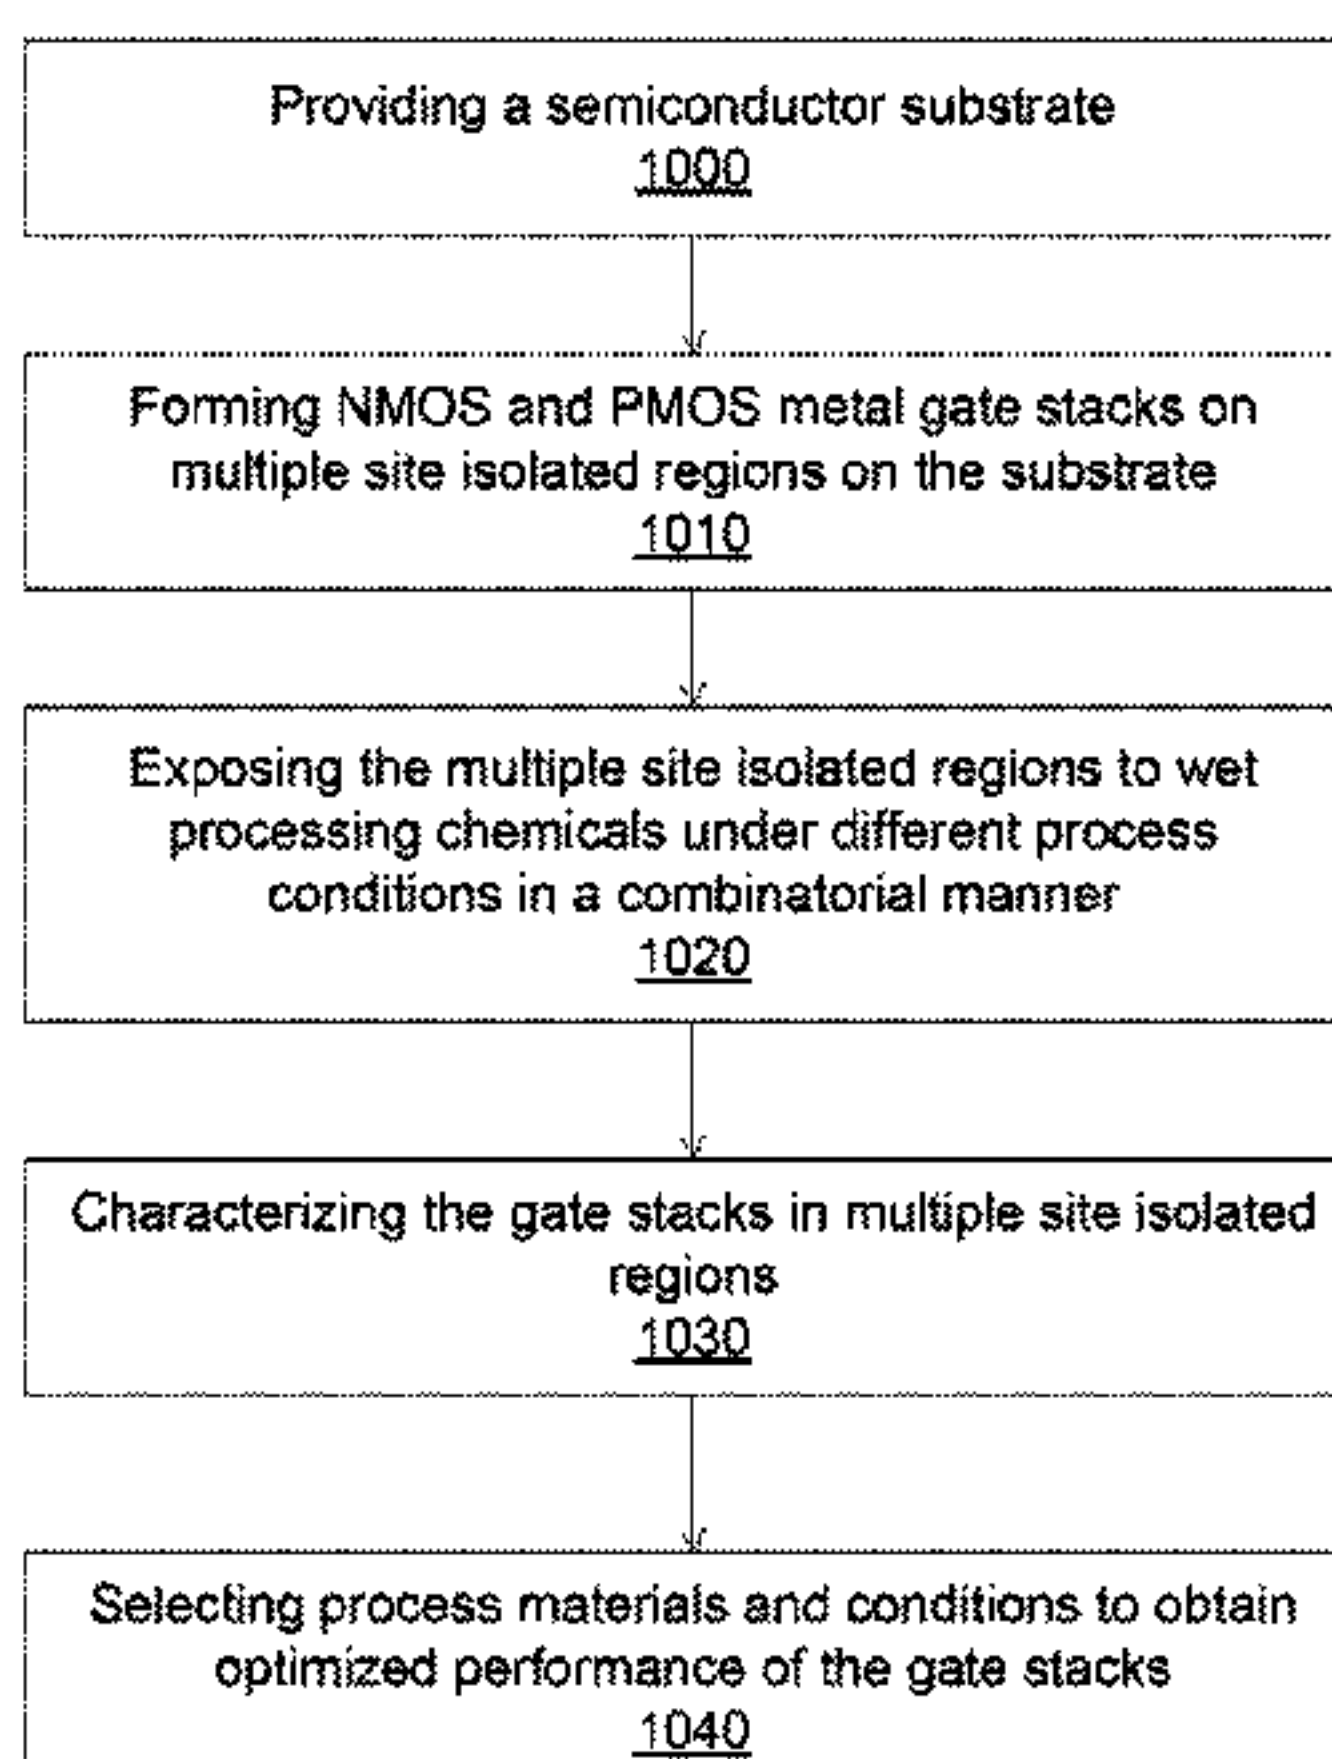 Providing a semiconductor substrate
1000
Forming NMOS and PMOS metal gate stacks on
multiple site isolated regions on the substrate
1010
Exposing the multiple site isolated regions to wet
processing chemicals under different process
conditions in a combinatorial manner
1020
Characterizing the gate stacks in multiple site isolated
regions
1030
Selecting process materials and conditions to obtain
optimized performance of the gate stacks
1040